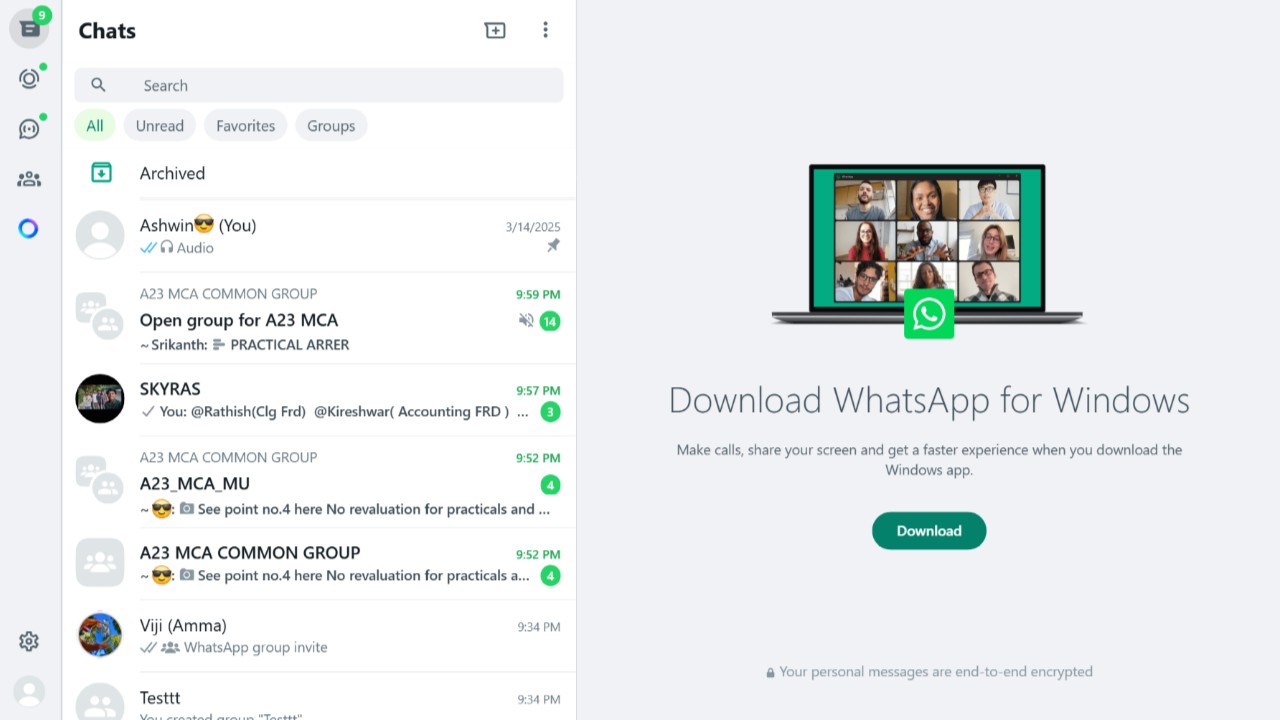 9
Chats
Search
All Unread Favorites Groups
Archived
Ashwin😎 (You) 3/14/2025
Audio
A23 MCA COMMON GROUP 9:59 PM
Open group for A23 MCA 14
~ Srikanth: PRACTICAL ARRER
SKYRAS 9:57 PM
You: @Rathish(Clg Frd) @Kireshwar( Accounting FRD ) ... 3
A23 MCA COMMON GROUP 9:52 PM
A23_MCA_MU 4
~ 😎: See point no.4 here No revaluation for practicals and ...
A23 MCA COMMON GROUP 9:52 PM
~ 😎: See point no.4 here No revaluation for practicals a... 4
Viji (Amma) 9:34 PM
WhatsApp group invite
Testtt 9:34 PM
You created group "Testtt"
Download WhatsApp for Windows
Make calls, share your screen and get a faster experience when you download the
Windows app.
Download
Your personal messages are end-to-end encrypted